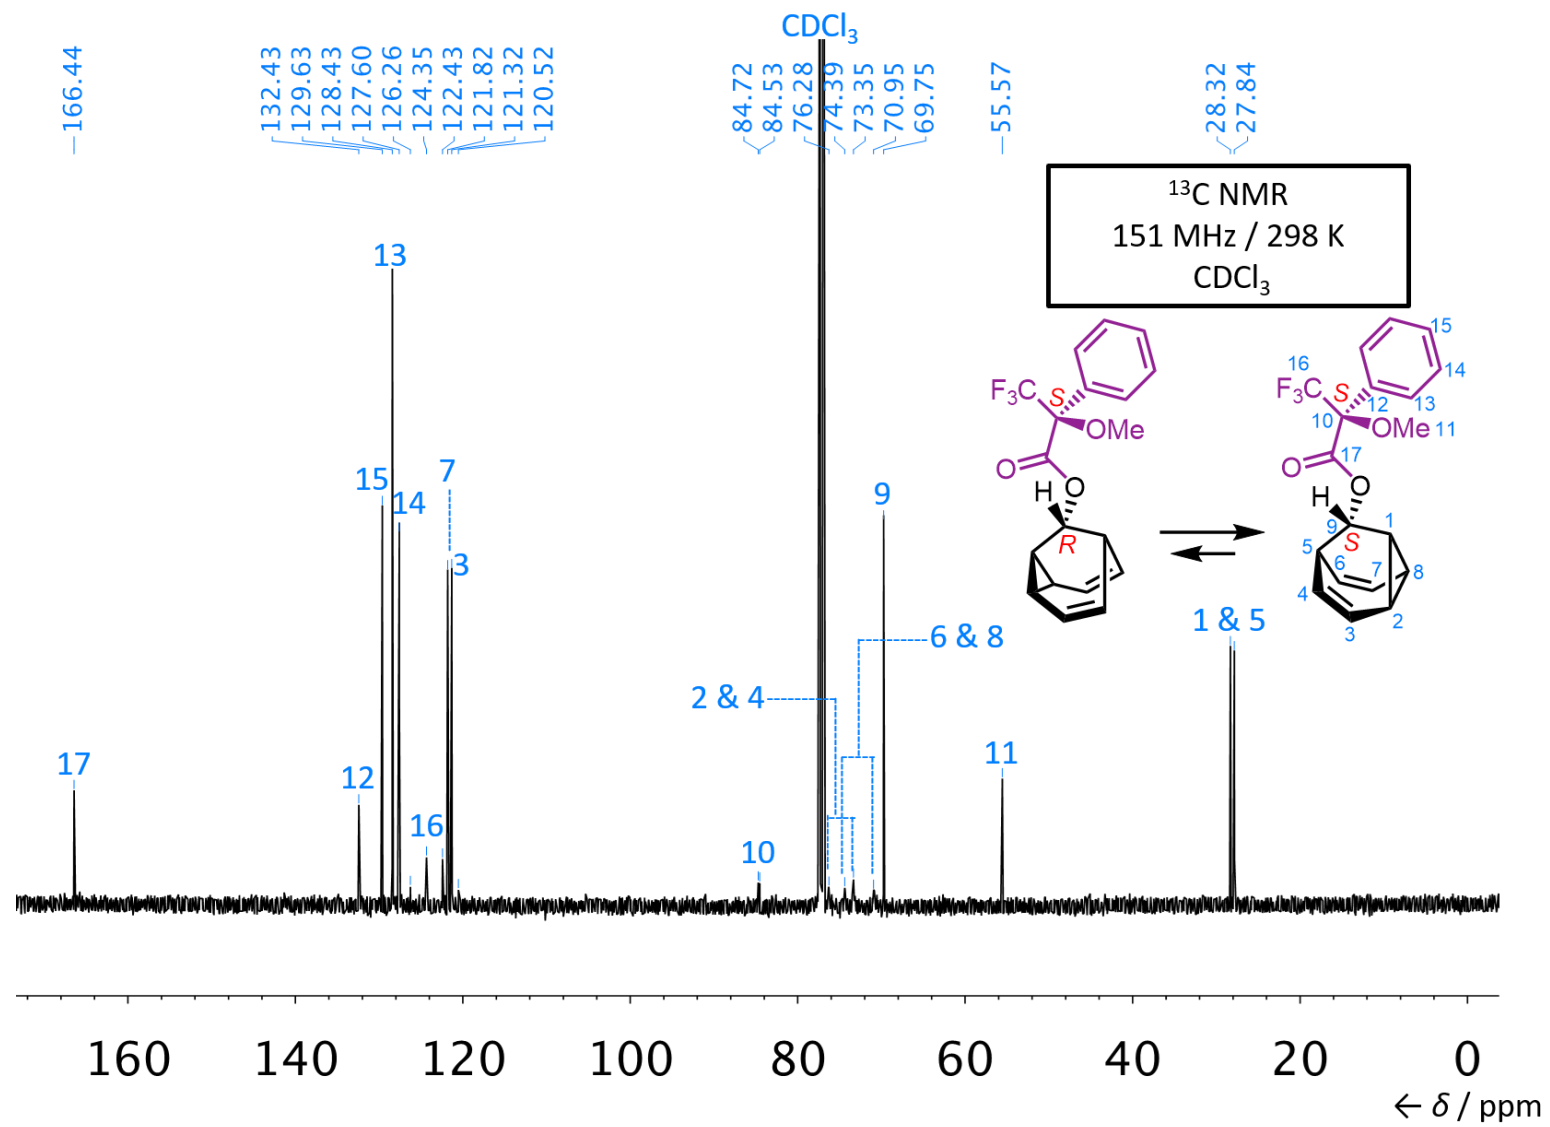 CDCl3
166.44
132.43
129.63
128.43
127.60
126.26
124.35
122.43
121.82
121.32
120.52
84.72
84.53
76.28
74.39
73.35
70.95
69.75
55.57
28.32
27.84
13C NMR
151 MHz / 298 K
CDCl3
13
15
14
7
3
9
17
12
16
10
2 & 4
6 & 8
11
1 & 5
F3C
S
OMe
O
O
H
R
16
15
14
F3C
S
12
13
10
OMe 11
17
O
O
H
9
1
S
5
6
7
8
4
3
2
160
140
120
100
80
60
40
20
0
← δ / ppm